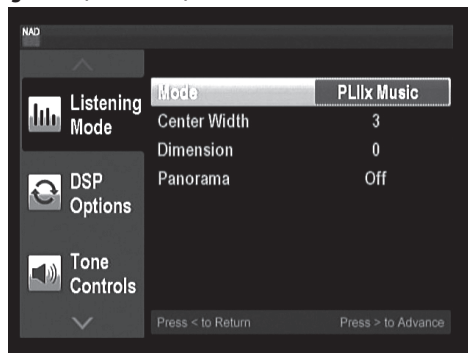 NAD
Listening
Mode
DSP
Options
Tone
Controls
Mode PLIIx Music
Center Width 3
Dimension 0
Panorama Off
Press < to Return Press > to Advance